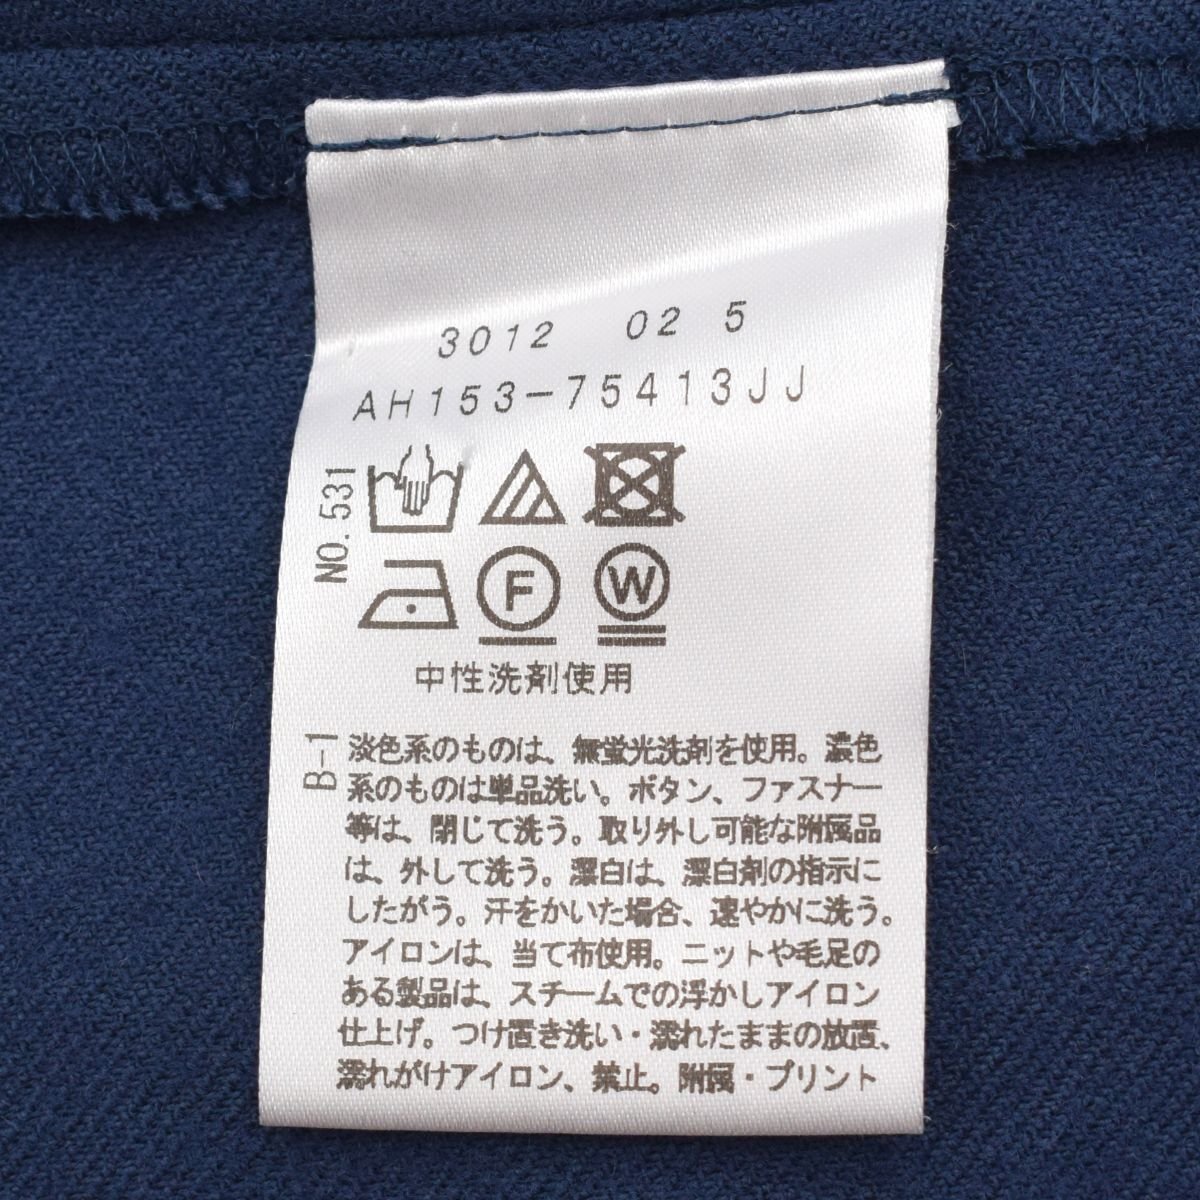 3012 02 5
AH153-75413JJ
NO.531
F
W
中性洗剤使用
B-1
淡色系のものは、無蛍光洗剤を使用。濃色
系のものは単品洗い。ボタン、ファスナー
等は、閉じて洗う。取り外し可能な附属品
は、外して洗う。漂白は、漂白剤の指示に
したがう。汗をかいた場合、速やかに洗う。
アイロンは、当て布使用。ニットや毛足の
ある製品は、スチームでの浮かしアイロン
仕上げ。つけ置き洗い・濡れたままの放置、
濡れがけアイロン、禁止。附属・プリント